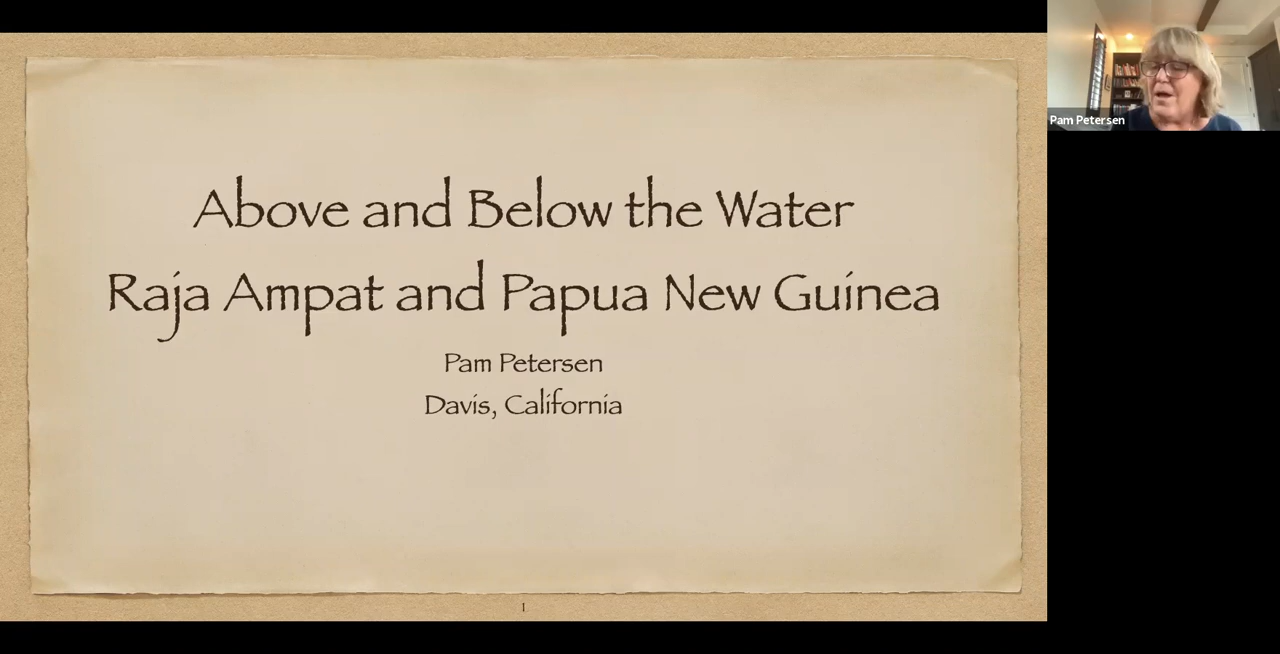 Above and Below the Water
Raja Ampat and Papua New Guinea
Pam Petersen
Davis, California
1
Pam Petersen